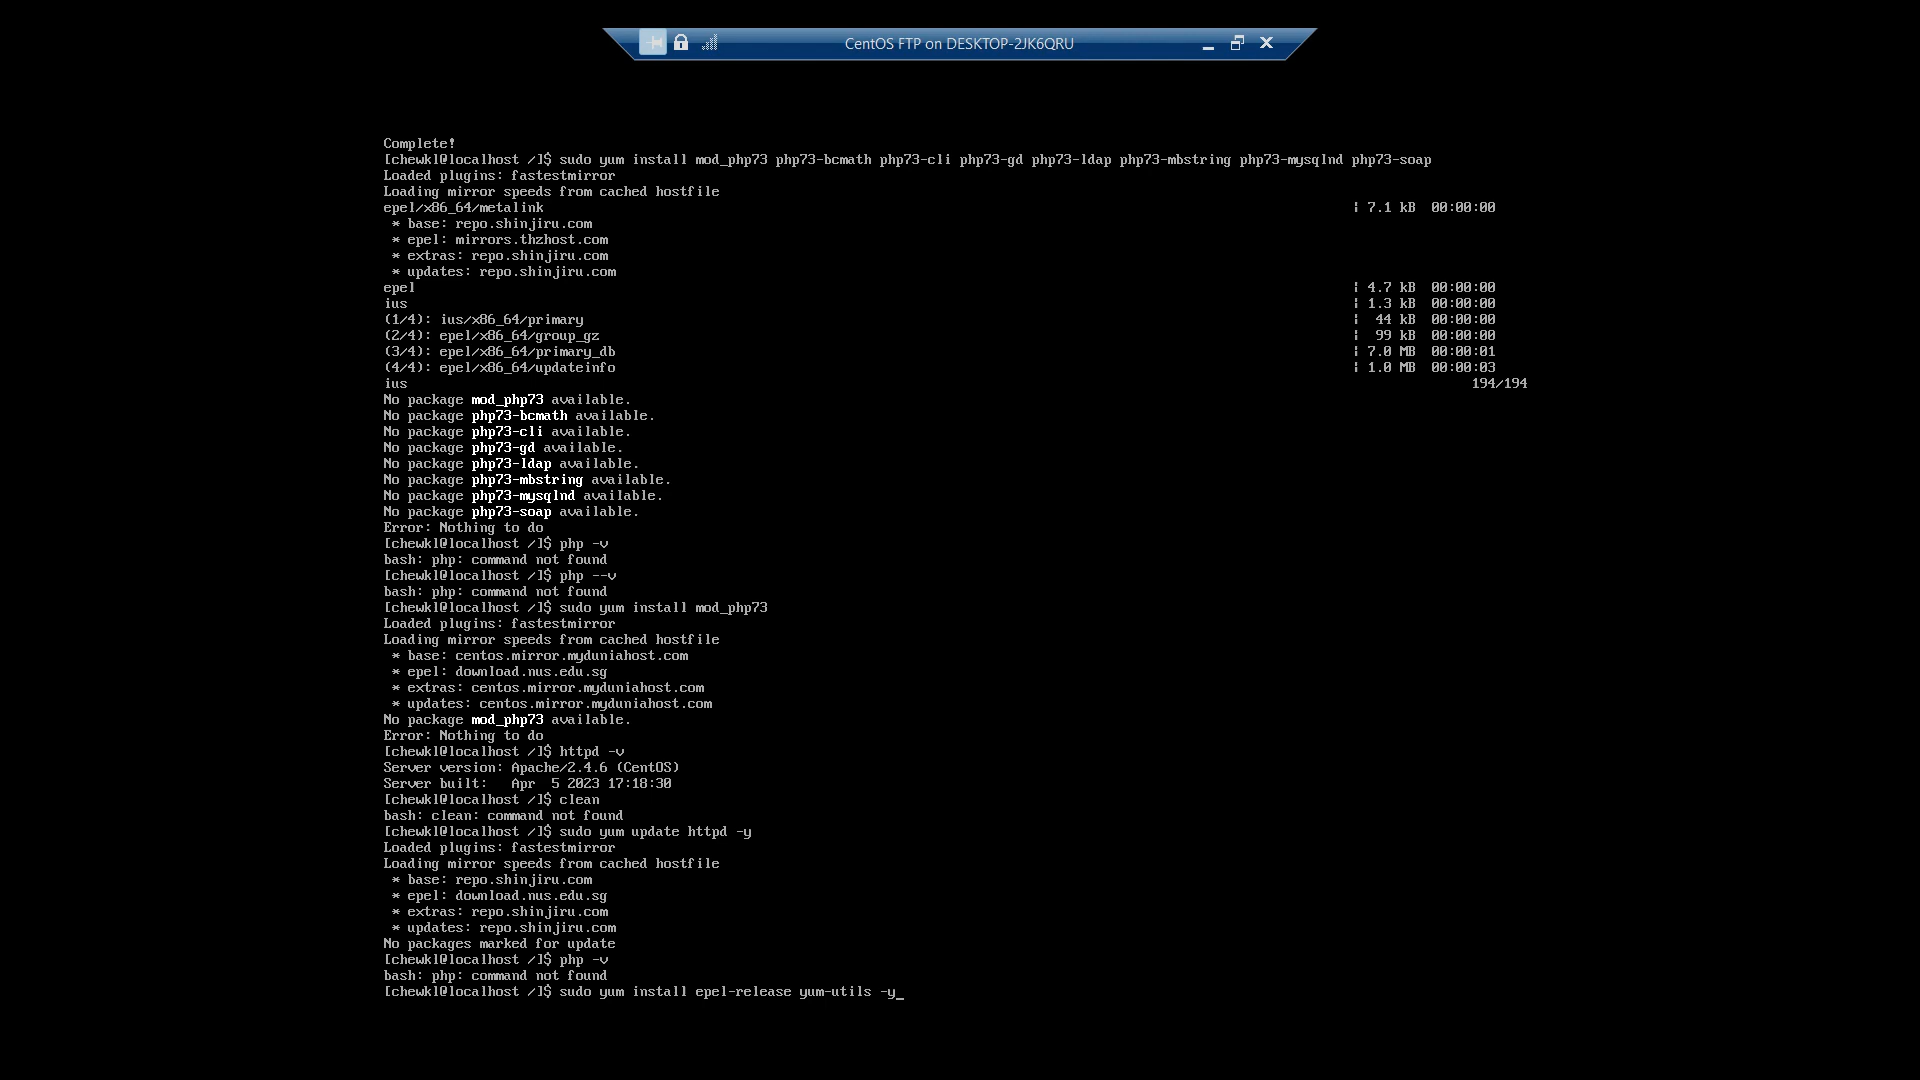 CentOS FTP on DESKTOP-2JK6QRU
Complete!
[chewkl@localhost /]$ sudo yum install mod_php73 php73-bcmath php73-cli php73-gd php73-ldap php73-mbstring php73-mysqlnd php73-soap
Loaded plugins: fastestmirror
Loading mirror speeds from cached hostfile
epel/x86_64/metalink | 7.1 kB 00:00:00
* base: repo.shinjiru.com
* epel: mirrors.thzhost.com
* extras: repo.shinjiru.com
* updates: repo.shinjiru.com
epel | 4.7 kB 00:00:00
ius | 1.3 kB 00:00:00
(1/4): ius/x86_64/primary | 44 kB 00:00:00
(2/4): epel/x86_64/group_gz | 99 kB 00:00:00
(3/4): epel/x86_64/primary_db | 7.0 MB 00:00:01
(4/4): epel/x86_64/updateinfo | 1.0 MB 00:00:03
ius 194/194
No package mod_php73 available.
No package php73-bcmath available.
No package php73-cli available.
No package php73-gd available.
No package php73-ldap available.
No package php73-mbstring available.
No package php73-mysqlnd available.
No package php73-soap available.
Error: Nothing to do
[chewkl@localhost /]$ php -v
bash: php: command not found
[chewkl@localhost /]$ php --v
bash: php: command not found
[chewkl@localhost /]$ sudo yum install mod_php73
Loaded plugins: fastestmirror
Loading mirror speeds from cached hostfile
* base: centos.mirror.myduniahost.com
* epel: download.nus.edu.sg
* extras: centos.mirror.myduniahost.com
* updates: centos.mirror.myduniahost.com
No package mod_php73 available.
Error: Nothing to do
[chewkl@localhost /]$ httpd -v
Server version: Apache/2.4.6 (CentOS)
Server built: Apr 5 2023 17:18:30
[chewkl@localhost /]$ clean
bash: clean: command not found
[chewkl@localhost /]$ sudo yum update httpd -y
Loaded plugins: fastestmirror
Loading mirror speeds from cached hostfile
* base: repo.shinjiru.com
* epel: download.nus.edu.sg
* extras: repo.shinjiru.com
* updates: repo.shinjiru.com
No packages marked for update
[chewkl@localhost /]$ php -v
bash: php: command not found
[chewkl@localhost /]$ sudo yum install epel-release yum-utils -y_